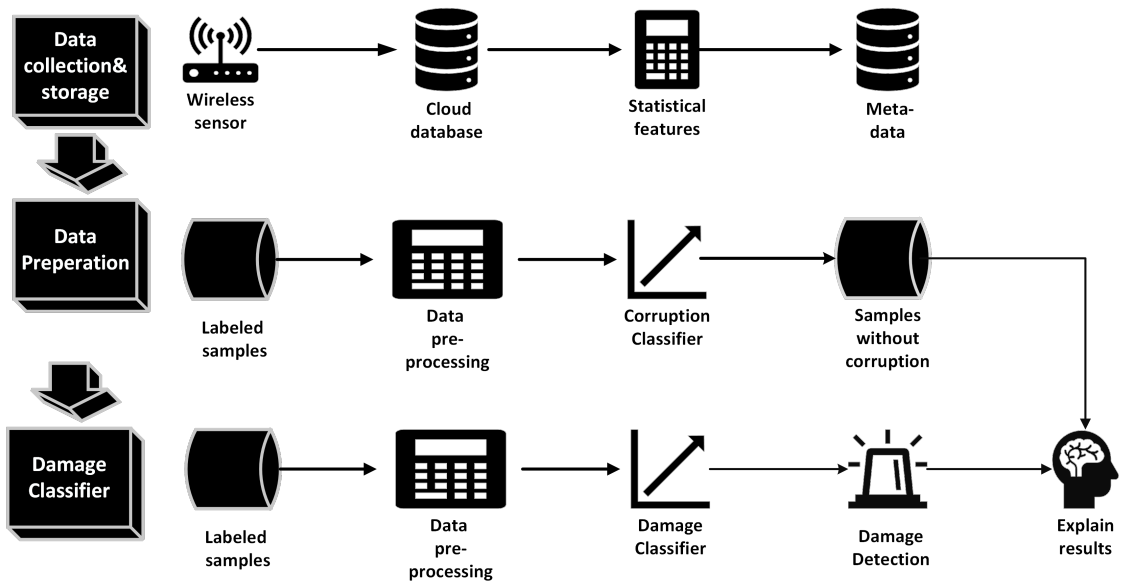 Data
collection&
storage
Wireless
sensor
Cloud
database
Statistical
features
Meta-
data
Data
Preperation
Labeled
samples
Data
pre-
processing
Corruption
Classifier
Samples
without
corruption
Damage
Classifier
Labeled
samples
Data
pre-
processing
Damage
Classifier
Damage
Detection
Explain
results